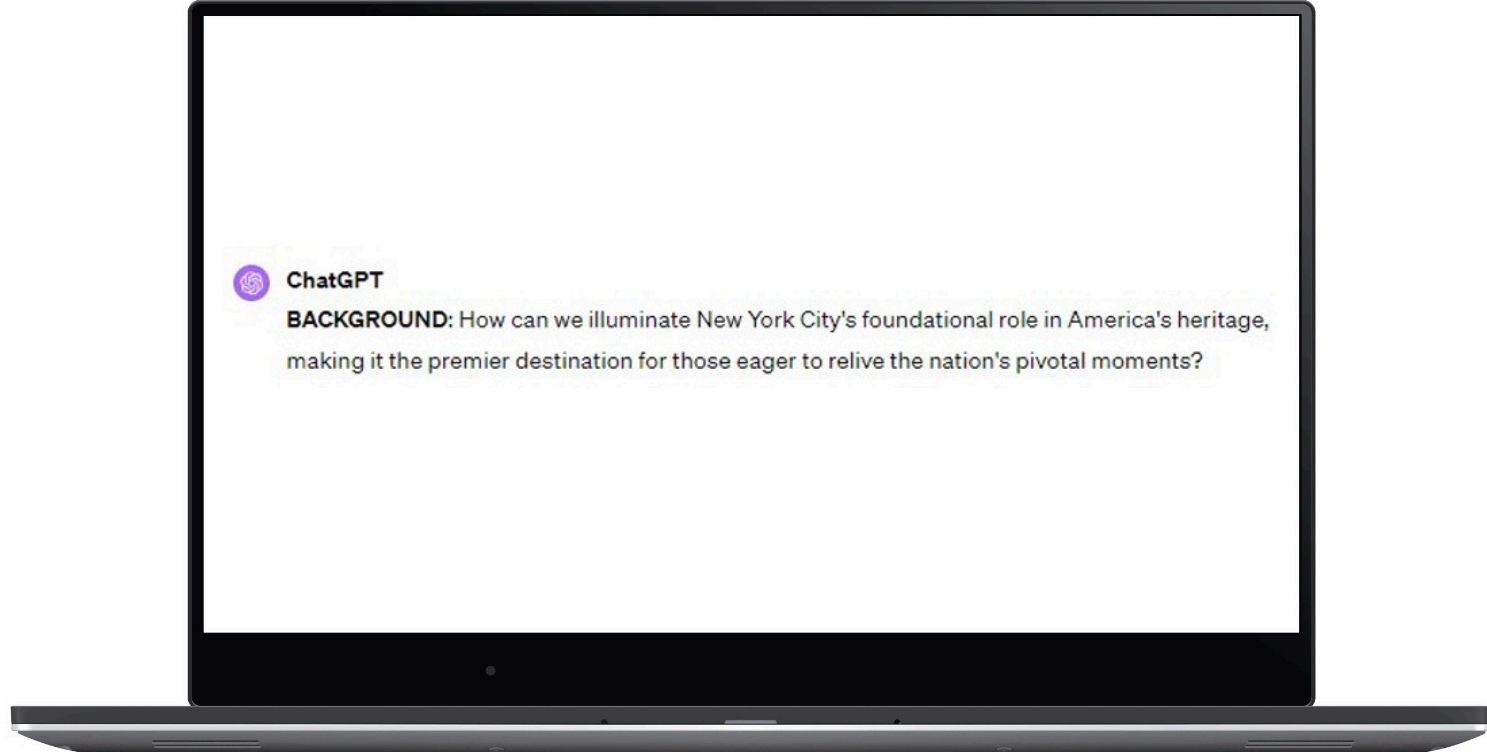 ChatGPT
BACKGROUND: How can we illuminate New York City's foundational role in America's heritage,
making it the premier destination for those eager to relive the nation's pivotal moments?